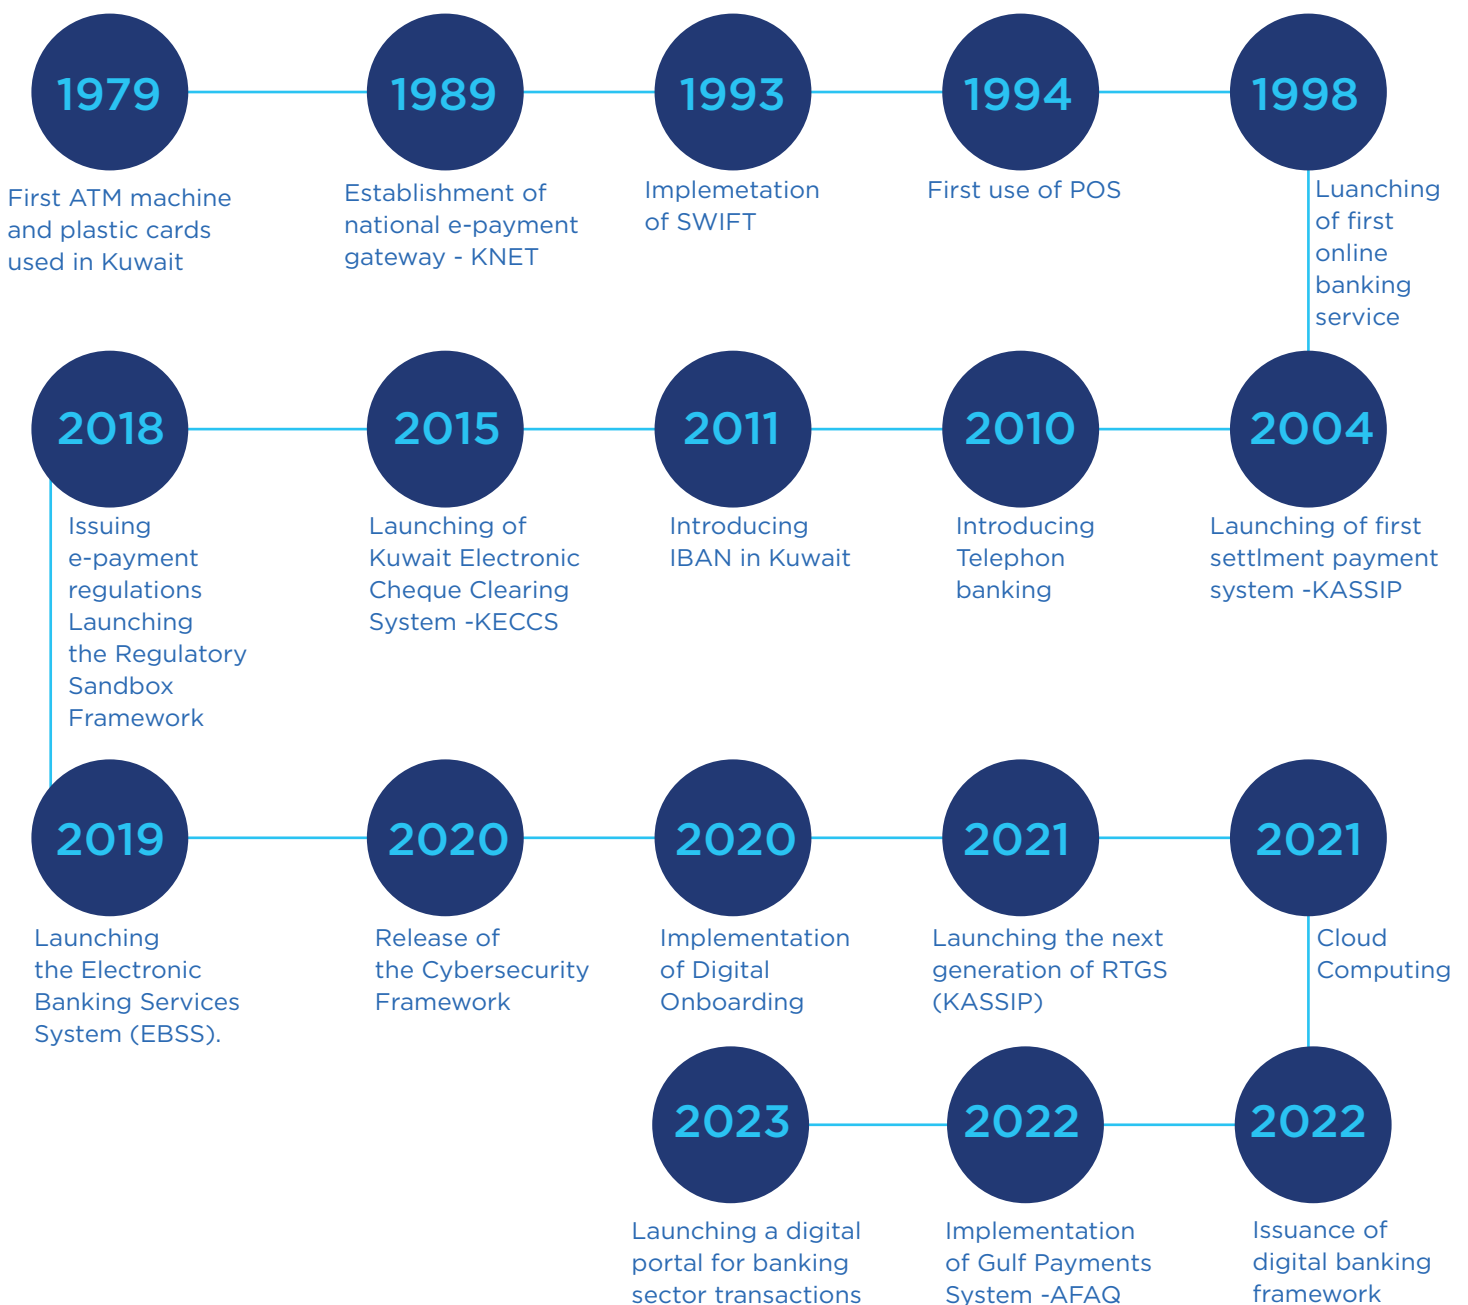 1979
First ATM machine
and plastic cards
used in Kuwait
1989
Establishment of
national e-payment
gateway - KNET
1993
Implemetation
of SWIFT
1994
First use of POS
1998
Luanching
of first
online
banking
service
2004
Launching of first
settlment payment
system -KASSIP
2010
Introducing
Telephon
banking
2011
Introducing
IBAN in Kuwait
2015
Launching of
Kuwait Electronic
Cheque Clearing
System -KECCS
2018
Issuing
e-payment
regulations
Launching
the Regulatory
Sandbox
Framework
2019
Launching
the Electronic
Banking Services
System (EBSS).
2020
Release of
the Cybersecurity
Framework
2020
Implementation
of Digital
Onboarding
2021
Launching the next
generation of RTGS
(KASSIP)
2021
Cloud
Computing
2022
Issuance of
digital banking
framework
2022
Implementation
of Gulf Payments
System -AFAQ
2023
Launching a digital
portal for banking
sector transactions